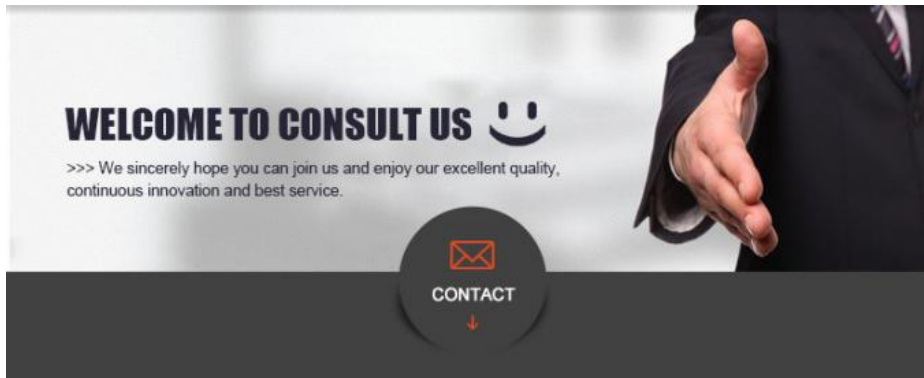 WELCOME TO CONSULT US
>>> We sincerely hope you can join us and enjoy our excellent quality,
continuous innovation and best service.
CONTACT